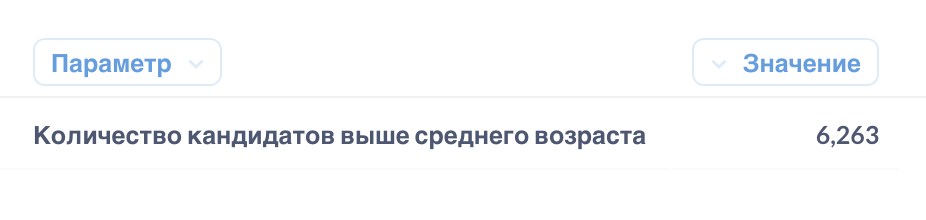 Параметр
Значение
Количество кандидатов выше среднего возраста
6,263